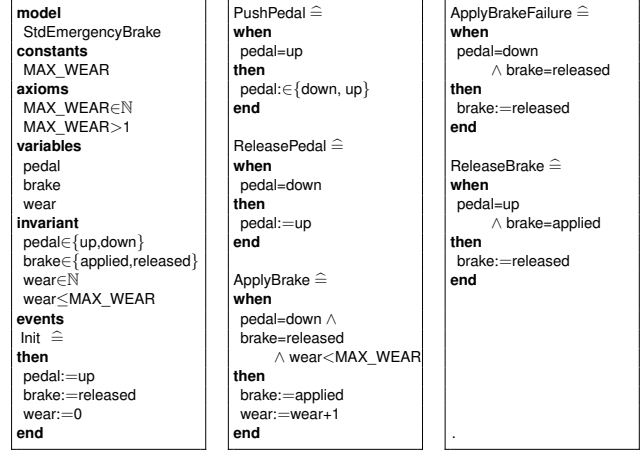 model
StdEmergencyBrake
constants
MAX_WEAR
axioms
MAX_WEAR∈ℕ
MAX_WEAR>1
variables
pedal
brake
wear
invariant
pedal∈{up,down}
brake∈{applied,released}
wear∈ℕ
wear≤MAX_WEAR
events
Init ≙
then
pedal:=up
brake:=released
wear:=0
end
PushPedal ≙
when
pedal=up
then
pedal:∈{down, up}
end
ReleasePedal ≙
when
pedal=down
then
pedal:=up
end
ApplyBrake ≙
when
pedal=down ∧
brake=released
∧ wear<MAX_WEAR
then
brake:=applied
wear:=wear+1
end
ApplyBrakeFailure ≙
when
pedal=down
∧ brake=released
then
brake:=released
end
ReleaseBrake ≙
when
pedal=up
∧ brake=applied
then
brake:=released
end
.